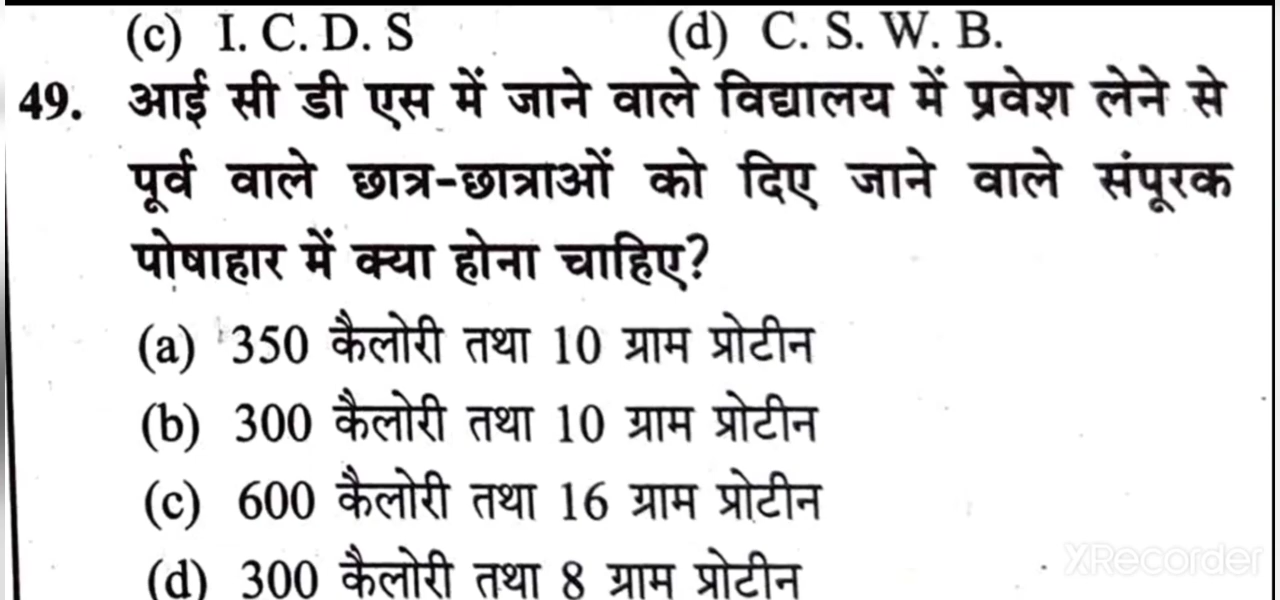 (c) I. C. D. S (d) C. S. W. B.
49. आई सी डी एस में जाने वाले विद्यालय में प्रवेश लेने से
पूर्व वाले छात्र-छात्राओं को दिए जाने वाले संपूरक
पोषाहार में क्या होना चाहिए?
(a) 350 कैलोरी तथा 10 ग्राम प्रोटीन
(b) 300 कैलोरी तथा 10 ग्राम प्रोटीन
(c) 600 कैलोरी तथा 16 ग्राम प्रोटीन
(d) 300 कैलोरी तथा 8 ग्राम प्रोटीन
XRecorder